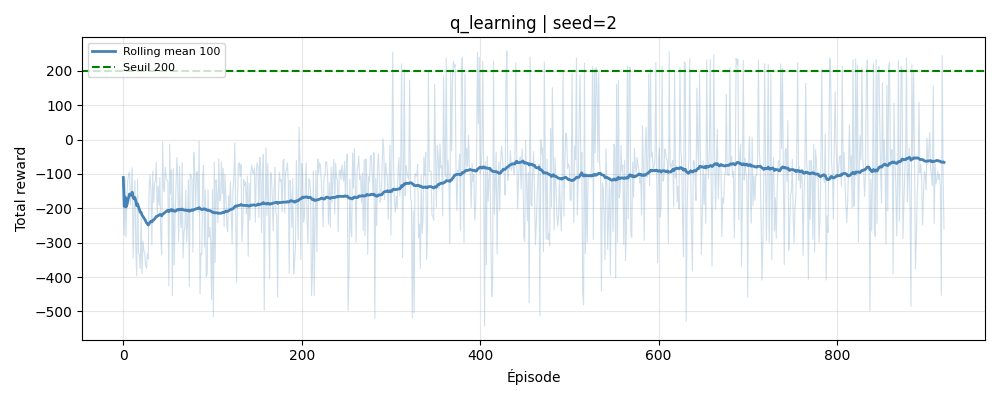 q_learning | seed=2
Rolling mean 100
Seuil 200
Total reward
200
100
0
−100
−200
−300
−400
−500
0
200
400
600
800
Épisode